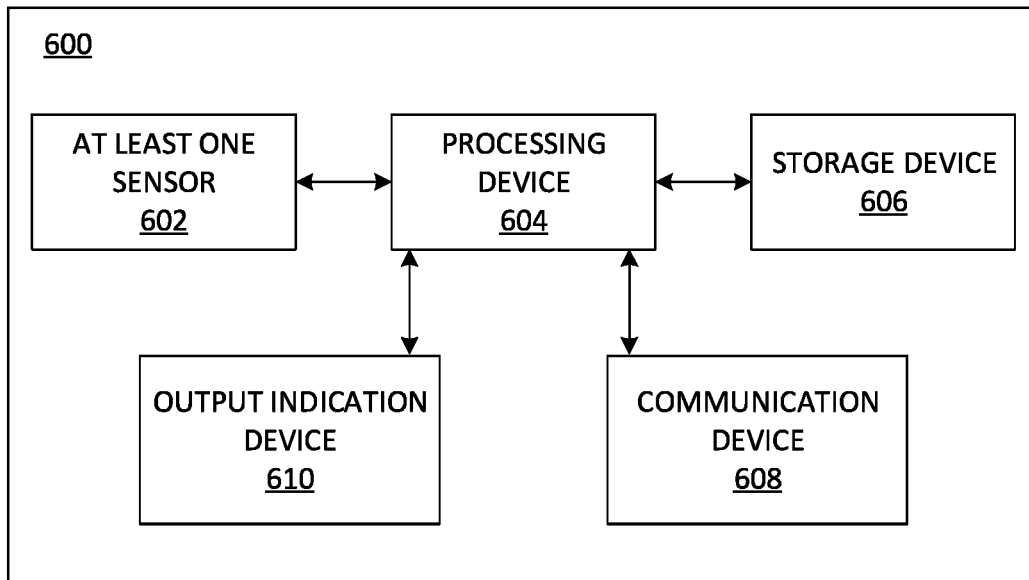 600
AT LEAST ONE
SENSOR
602
PROCESSING
DEVICE
604
STORAGE DEVICE
606
OUTPUT INDICATION
DEVICE
610
COMMUNICATION
DEVICE
608